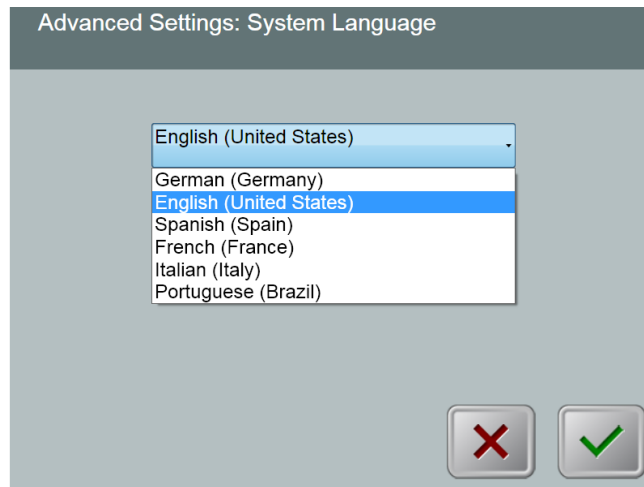 Advanced Settings: System Language
English (United States)
German (Germany)
English (United States)
Spanish (Spain)
French (France)
Italian (Italy)
Portuguese (Brazil)